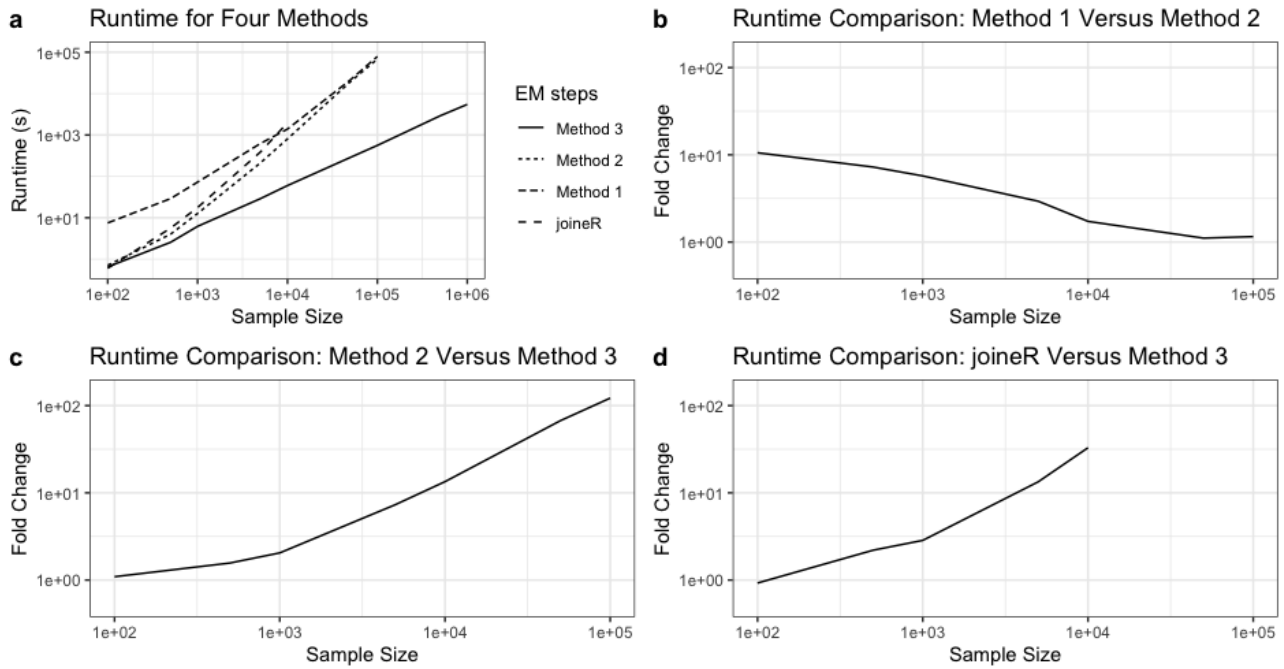 a
Runtime for Four Methods
1e+05
1e+03
1e+01
Runtime (s)
1e+02
1e+03
1e+04
1e+05
1e+06
Sample Size
EM steps
Method 3
Method 2
Method 1
joineR
b
Runtime Comparison: Method 1 Versus Method 2
1e+02
1e+01
1e+00
Fold Change
1e+02
1e+03
1e+04
1e+05
Sample Size
c
Runtime Comparison: Method 2 Versus Method 3
1e+02
1e+01
1e+00
Fold Change
1e+02
1e+03
1e+04
1e+05
Sample Size
d
Runtime Comparison: joineR Versus Method 3
1e+02
1e+01
1e+00
Fold Change
1e+02
1e+03
1e+04
1e+05
Sample Size